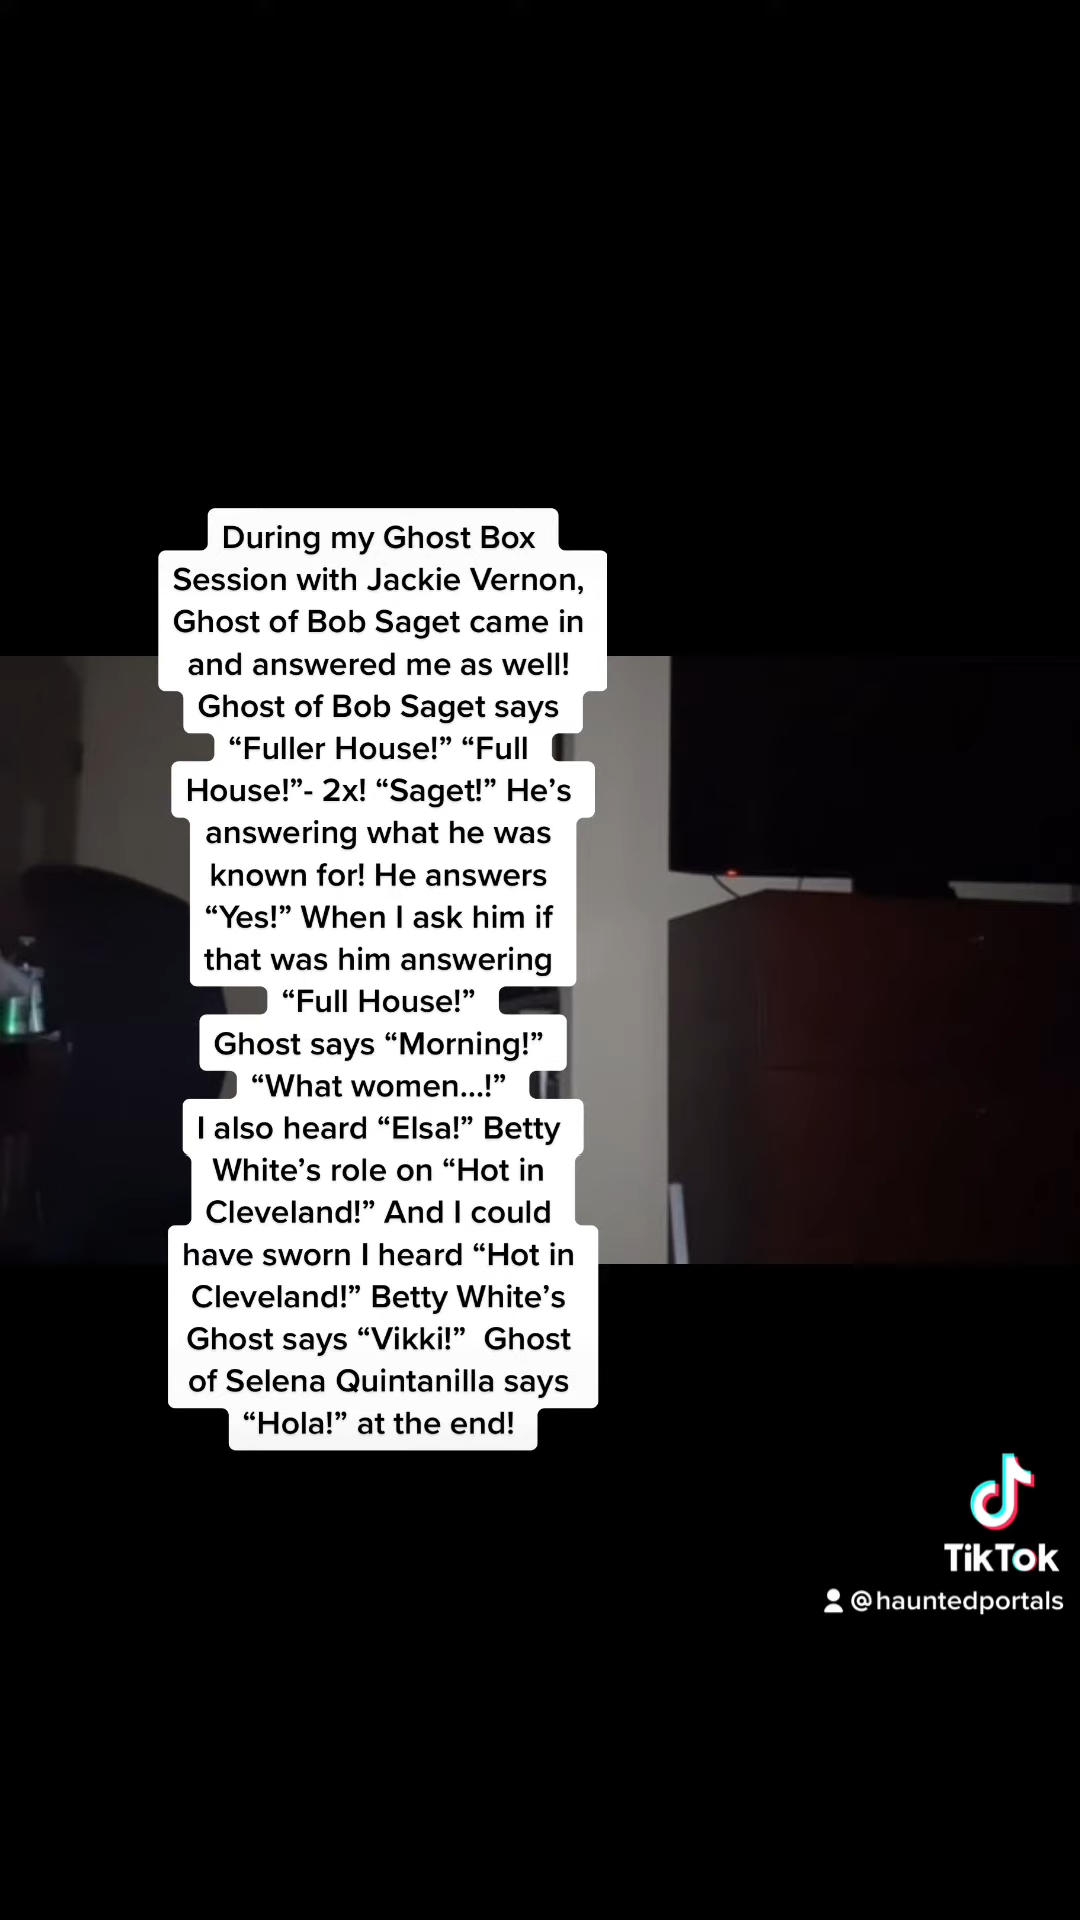 During my Ghost Box
Session with Jackie Vernon,
Ghost of Bob Saget came in
and answered me as well!
Ghost of Bob Saget says
“Fuller House!” “Full
House!”- 2x! “Saget!” He’s
answering what he was
known for! He answers
“Yes!” When I ask him if
that was him answering
“Full House!”
Ghost says “Morning!”
“What women...!”
I also heard “Elsa!” Betty
White’s role on “Hot in
Cleveland!” And I could
have sworn I heard “Hot in
Cleveland!” Betty White’s
Ghost says “Vikki!”  Ghost
of Selena Quintanilla says
“Hola!” at the end!
TikTok
@hauntedportals